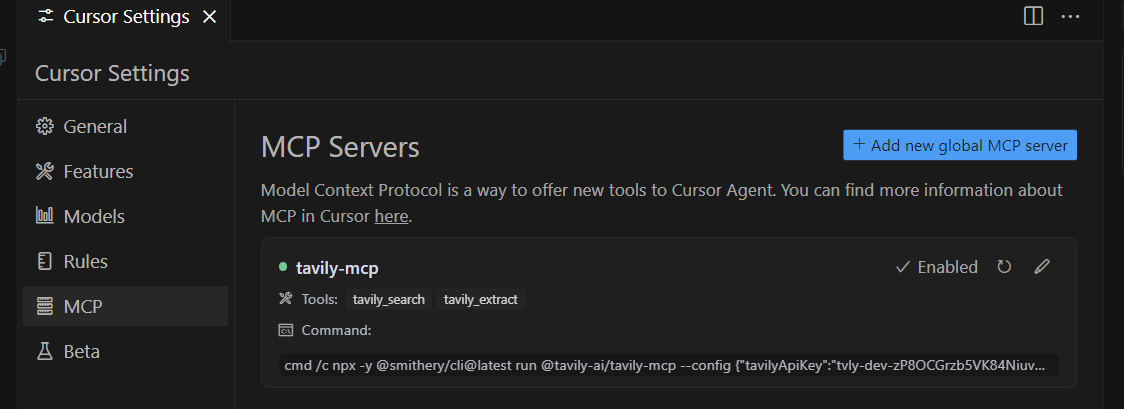 Cursor Settings
Cursor Settings
General
Features
Models
Rules
MCP
Beta
MCP Servers
+ Add new global MCP server
Model Context Protocol is a way to offer new tools to Cursor Agent. You can find more information about
MCP in Cursor here.
tavily-mcp
Enabled
Tools: tavily_search tavily_extract
Command:
cmd /c npx -y @smithery/cli@latest run @tavily-ai/tavily-mcp --config {"tavilyApiKey":"tvly-dev-zP8OCGrzb5VK84Niuv...